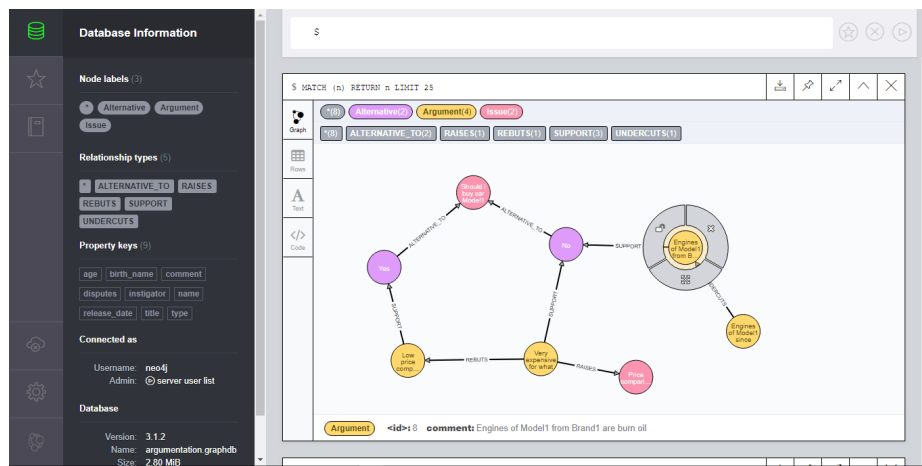 Database Information
Node labels (3)
* Alternative Argument
Issue
Relationship types (5)
* ALTERNATIVE_TO RAISES
REBUTS SUPPORT
UNDERCUTS
Property keys (9)
age birth_name comment
disputes instigator name
release_date title type
Connected as
Username: neo4j
Admin: server user list
Database
Version: 3.1.2
Name: argumentation.graphdb
Size: 2.80 MiB
$
$ MATCH (n) RETURN n LIMIT 25
Graph
Rows
A
Text
</>
Code
*(8) Alternative(2) Argument(4) Issue(2)
*(8) ALTERNATIVE_TO(2) RAISES(1) REBUTS(1) SUPPORT(3) UNDERCUTS(1)
Should I
buy car
Model1
ALTERNATIVE_TO
ALTERNATIVE_TO
Yes
No
SUPPORT
Engines
of Model1
from B...
SUPPORT
SUPPORT
Engines
of Model1
since
Low
price
comp...
REBUTS
Very
expensive
for what
RAISES
Price
compari...
Argument <id>: 8 comment: Engines of Model1 from Brand1 are burn oil